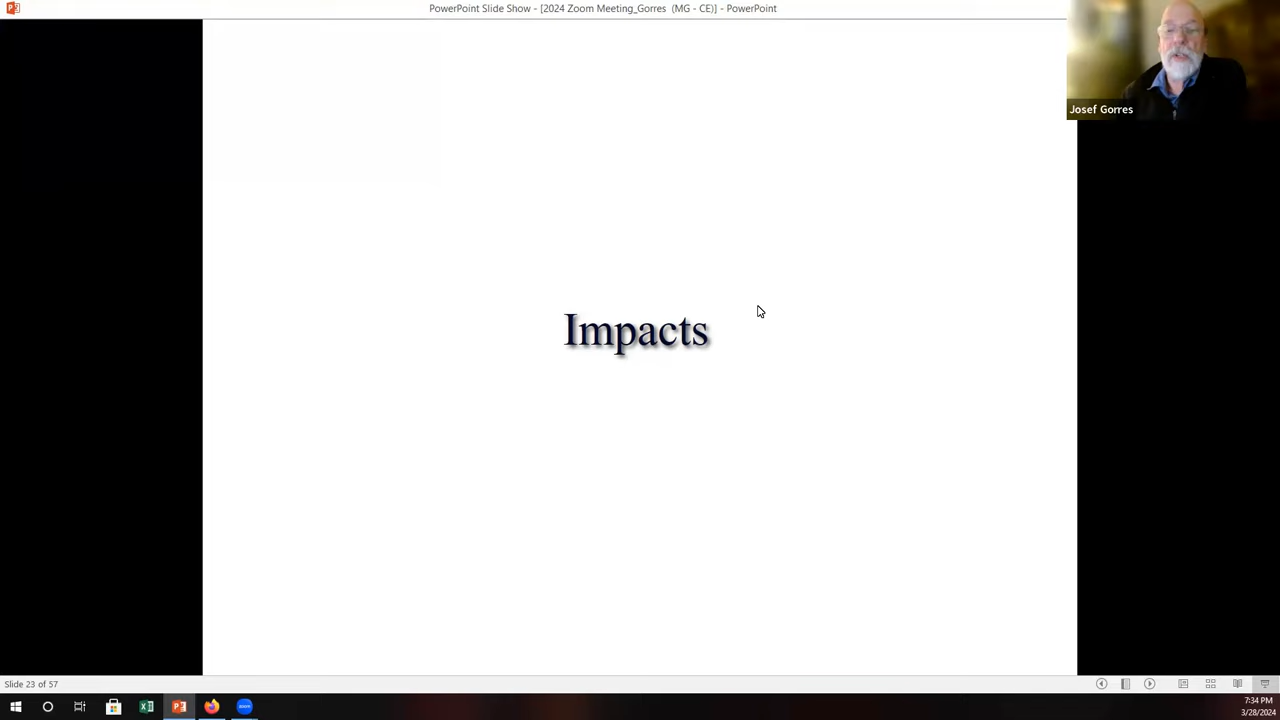 PowerPoint Slide Show - [2024 Zoom Meeting_Gorres (MG - CE)] - PowerPoint
Josef Gorres
Impacts
Slide 23 of 57
zoom
7:34 PM
3/28/2024